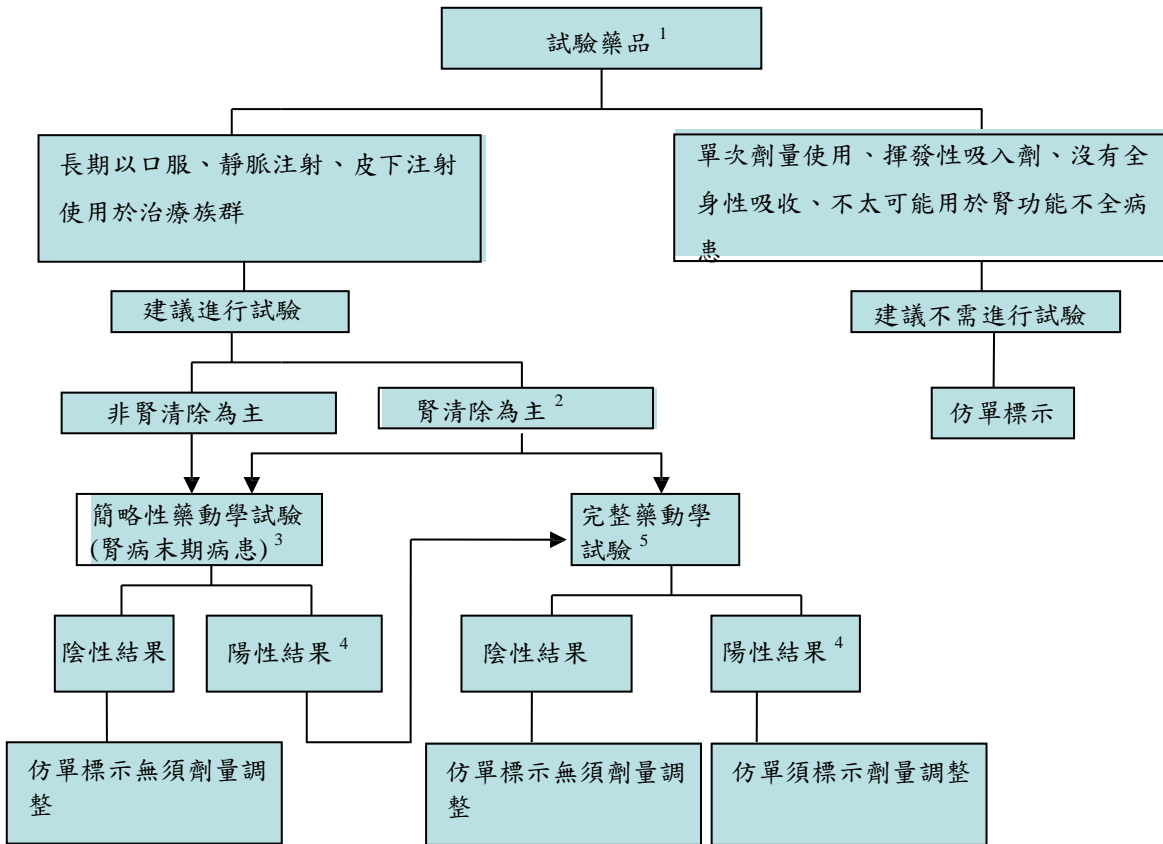 試驗藥品 1
長期以口服、靜脈注射、皮下注射
使用於治療族群
單次劑量使用、揮發性吸入劑、沒有全
身性吸收、不太可能用於腎功能不全病
患
建議進行試驗
建議不需進行試驗
非腎清除為主
腎清除為主 2
仿單標示
簡略性藥動學試驗
(腎病末期病患) 3
完整藥動學
試驗 5
陰性結果
陽性結果 4
陰性結果
陽性結果 4
仿單標示無須劑量調
整
仿單標示無須劑量調
整
仿單須標示劑量調整